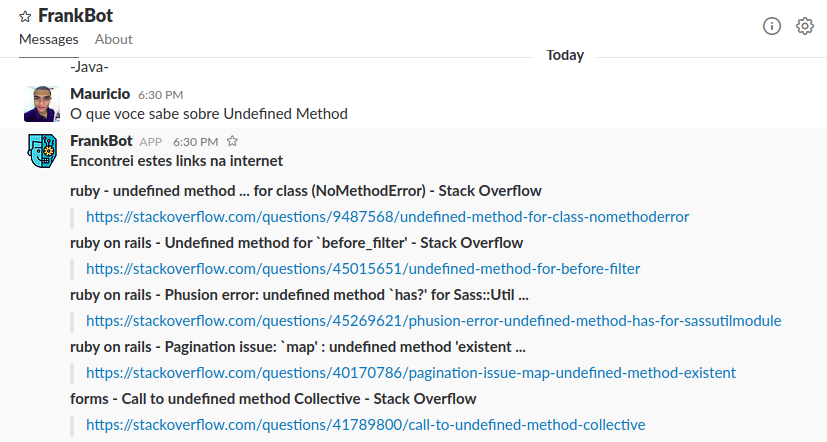 FrankBot
Messages About
Today
-Java-
Mauricio 6:30 PM
O que voce sabe sobre Undefined Method
FrankBot APP 6:30 PM
Encontrei estes links na internet
ruby - undefined method ... for class (NoMethodError) - Stack Overflow
https://stackoverflow.com/questions/9487568/undefined-method-for-class-nomethoderror
ruby on rails - Undefined method for `before_filter' - Stack Overflow
https://stackoverflow.com/questions/45015651/undefined-method-for-before-filter
ruby on rails - Phusion error: undefined method `has?' for Sass::Util ...
https://stackoverflow.com/questions/45269621/phusion-error-undefined-method-has-for-sassutilmodule
ruby on rails - Pagination issue: `map' : undefined method 'existent ...
https://stackoverflow.com/questions/40170786/pagination-issue-map-undefined-method-existent
forms - Call to undefined method Collective - Stack Overflow
https://stackoverflow.com/questions/41789800/call-to-undefined-method-collective